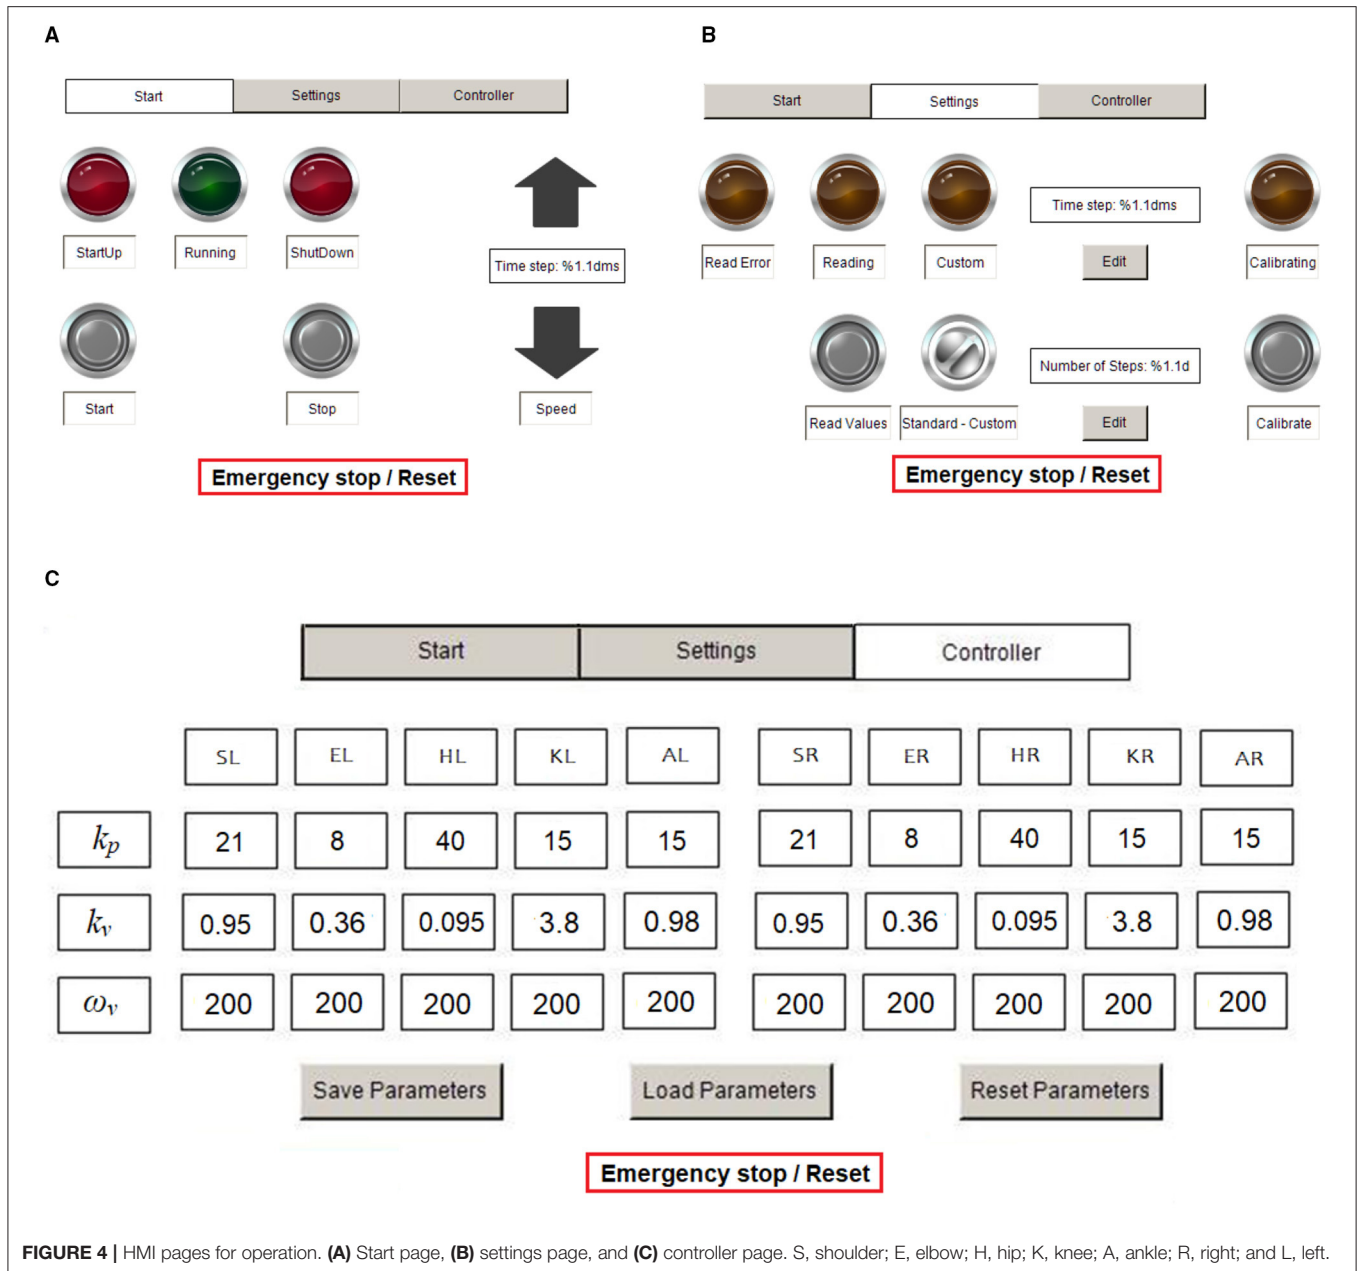 A
Start Settings Controller
StartUp Running ShutDown
Time step: %1.1dms
Start Stop Speed
Emergency stop / Reset
B
Start Settings Controller
Time step: %1.1dms
Read Error Reading Custom Edit Calibrating
Number of Steps: %1.1d
Read Values Standard - Custom Edit Calibrate
Emergency stop / Reset
C
Start Settings Controller
SL EL HL KL AL SR ER HR KR AR
kp 21 8 40 15 15 21 8 40 15 15
kv 0.95 0.36 0.095 3.8 0.98 0.95 0.36 0.095 3.8 0.98
ωv 200 200 200 200 200 200 200 200 200 200
Save Parameters Load Parameters Reset Parameters
Emergency stop / Reset
FIGURE 4 | HMI pages for operation. (A) Start page, (B) settings page, and (C) controller page. S, shoulder; E, elbow; H, hip; K, knee; A, ankle; R, right; and L, left.